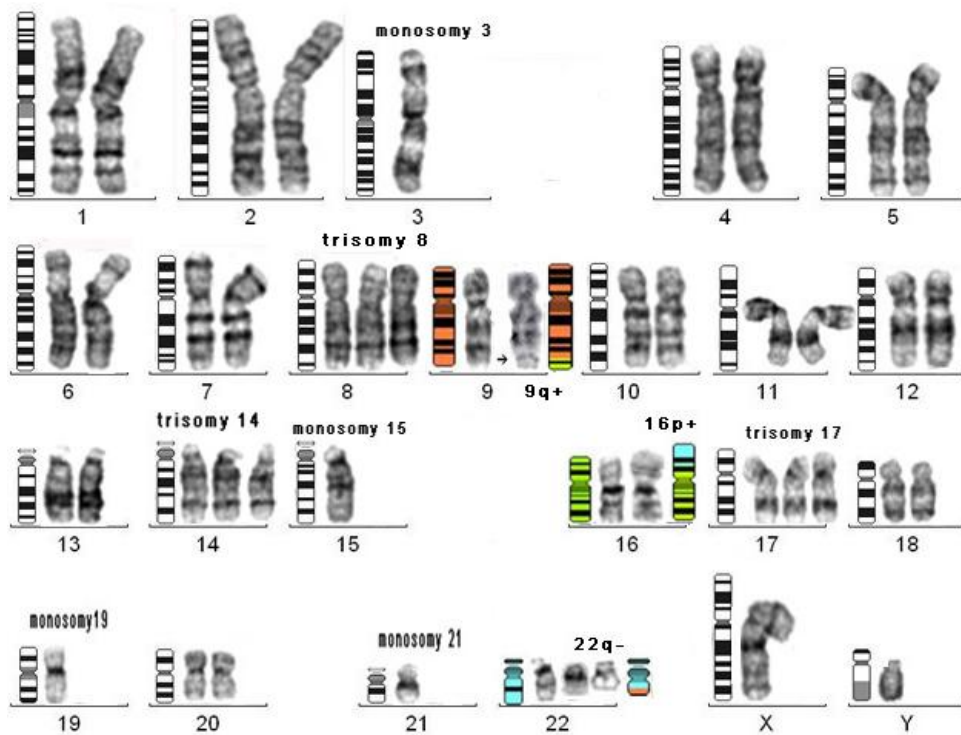 monosomy 3
1 2 3 4 5
trisomy 8
6 7 8 9 10 11 12
9q+
trisomy 14 monosomy 15 16p+ trisomy 17
13 14 15 16 17 18
monosomy19 monosomy 21 22q-
19 20 21 22 X Y